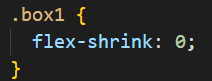 .box1 {
  flex-shrink: 0;
}